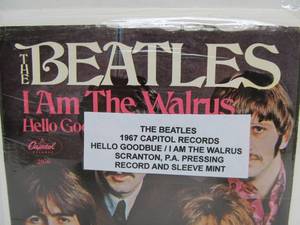 THE BEATLES
I Am The Walrus
Hello Goo
Capitol
THE BEATLES
1967 CAPITOL RECORDS
HELLO GOODBUE / I AM THE WALRUS
SCRANTON, P.A. PRESSING
RECORD AND SLEEVE MINT